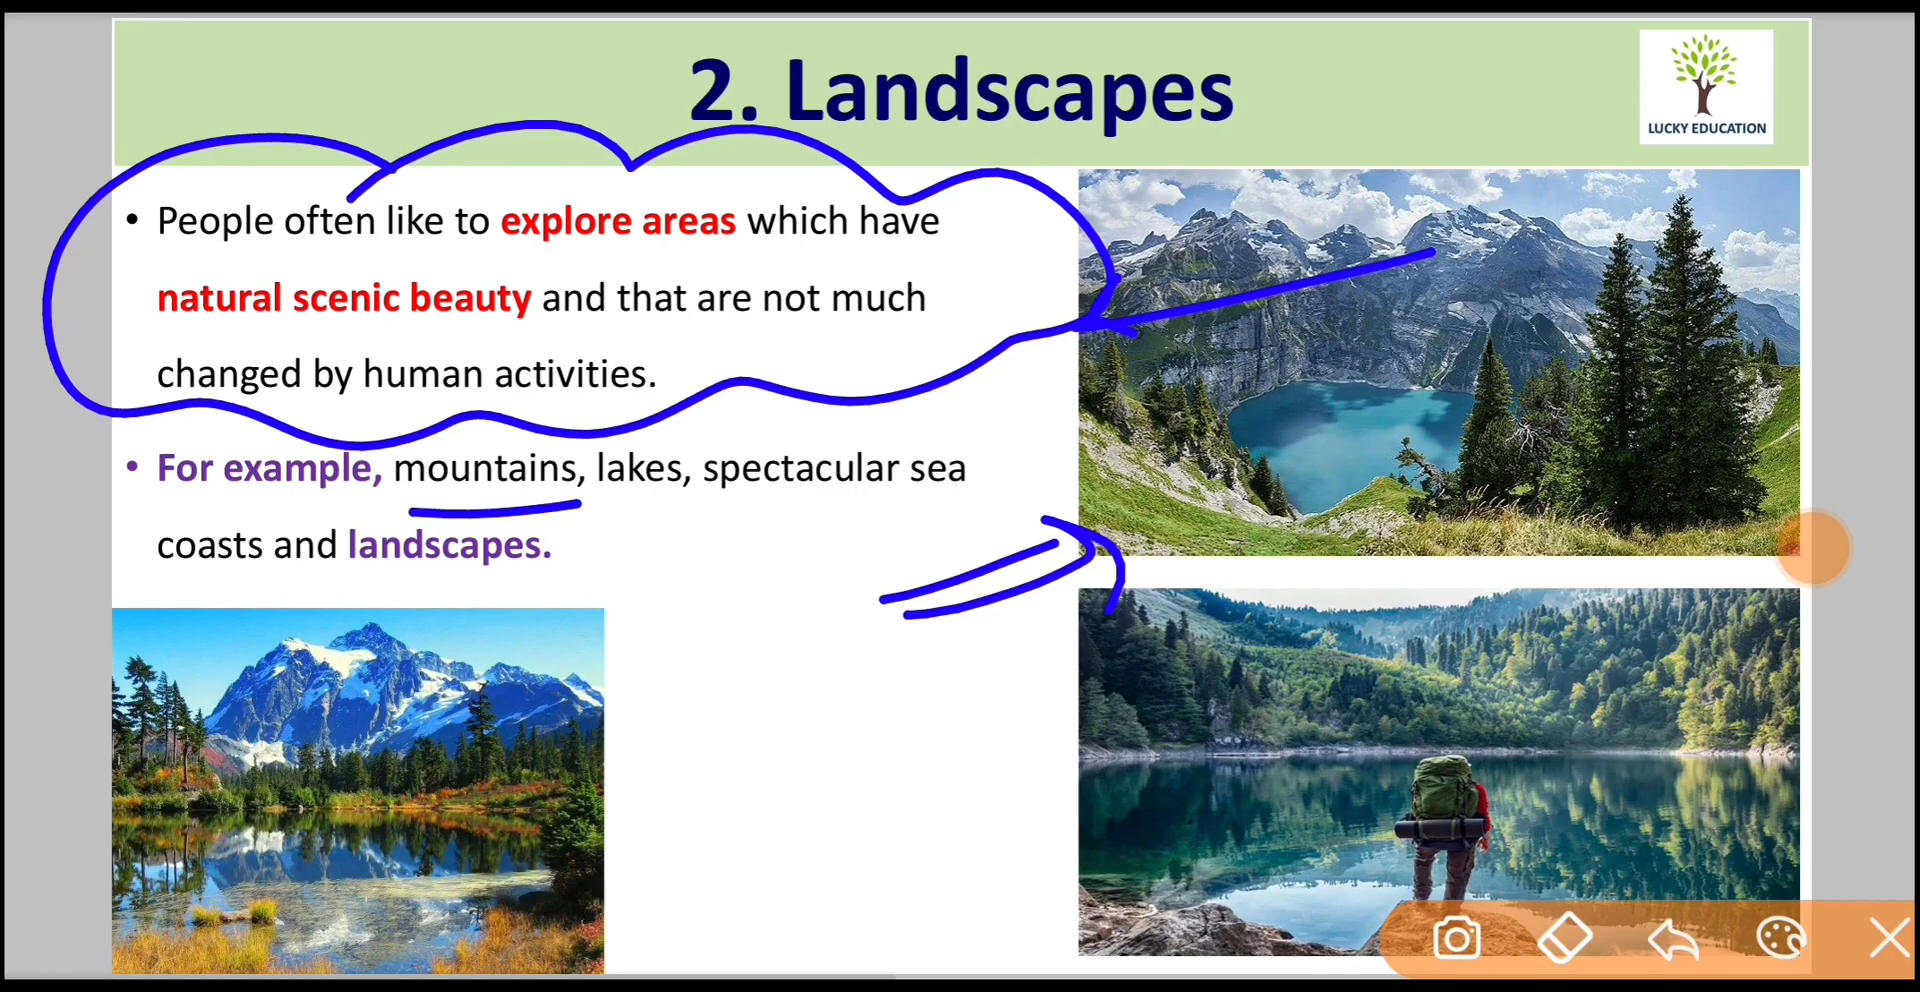 2. Landscapes
LUCKY EDUCATION
• People often like to explore areas which have
natural scenic beauty and that are not much
changed by human activities.
• For example, mountains, lakes, spectacular sea
coasts and landscapes.